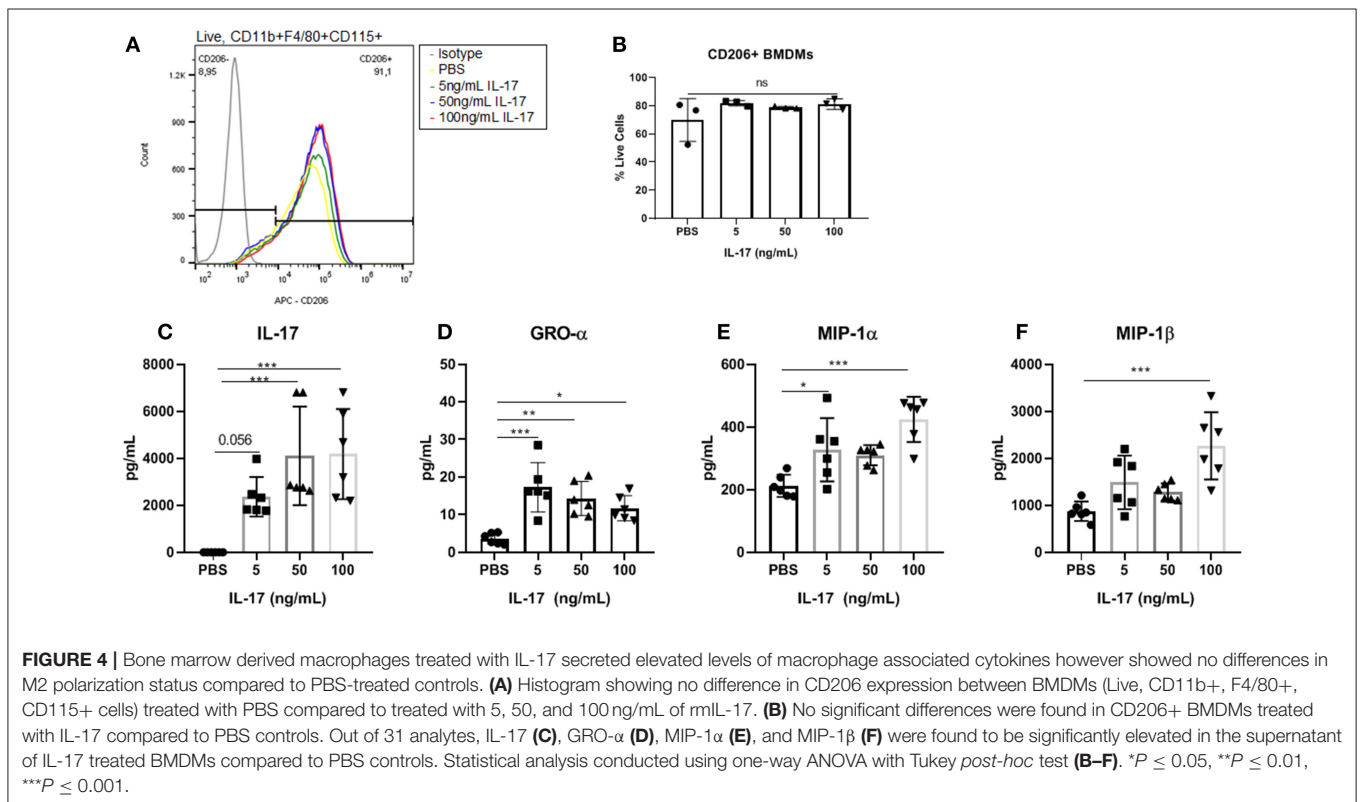 A
Live, CD11b+F4/80+CD115+
CD206-
8,95
CD206+
91,1
1.2K
900
600
300
0
Count
10^2 10^3 10^4 10^5 10^6 10^7
APC - CD206
Isotype
PBS
5ng/mL IL-17
50ng/mL IL-17
100ng/mL IL-17
B
CD206+ BMDMs
ns
100
80
60
40
20
0
% Live Cells
PBS 5 50 100
IL-17 (ng/mL)
C
IL-17
8000
6000
4000
2000
0
pg/mL
***
***
0.056
PBS 5 50 100
IL-17 (ng/mL)
D
GRO-α
50
40
30
20
10
0
pg/mL
*
**
***
PBS 5 50 100
IL-17 (ng/mL)
E
MIP-1α
600
400
200
0
pg/mL
***
*
PBS 5 50 100
IL-17 (ng/mL)
F
MIP-1β
4000
3000
2000
1000
0
pg/mL
***
PBS 5 50 100
IL-17 (ng/mL)
FIGURE 4 | Bone marrow derived macrophages treated with IL-17 secreted elevated levels of macrophage associated cytokines however showed no differences in
M2 polarization status compared to PBS-treated controls. (A) Histogram showing no difference in CD206 expression between BMDMs (Live, CD11b+, F4/80+,
CD115+ cells) treated with PBS compared to treated with 5, 50, and 100 ng/mL of rmIL-17. (B) No significant differences were found in CD206+ BMDMs treated
with IL-17 compared to PBS controls. Out of 31 analytes, IL-17 (C), GRO-α (D), MIP-1α (E), and MIP-1β (F) were found to be significantly elevated in the supernatant
of IL-17 treated BMDMs compared to PBS controls. Statistical analysis conducted using one-way ANOVA with Tukey post-hoc test (B–F). *P ≤ 0.05, **P ≤ 0.01,
***P ≤ 0.001.